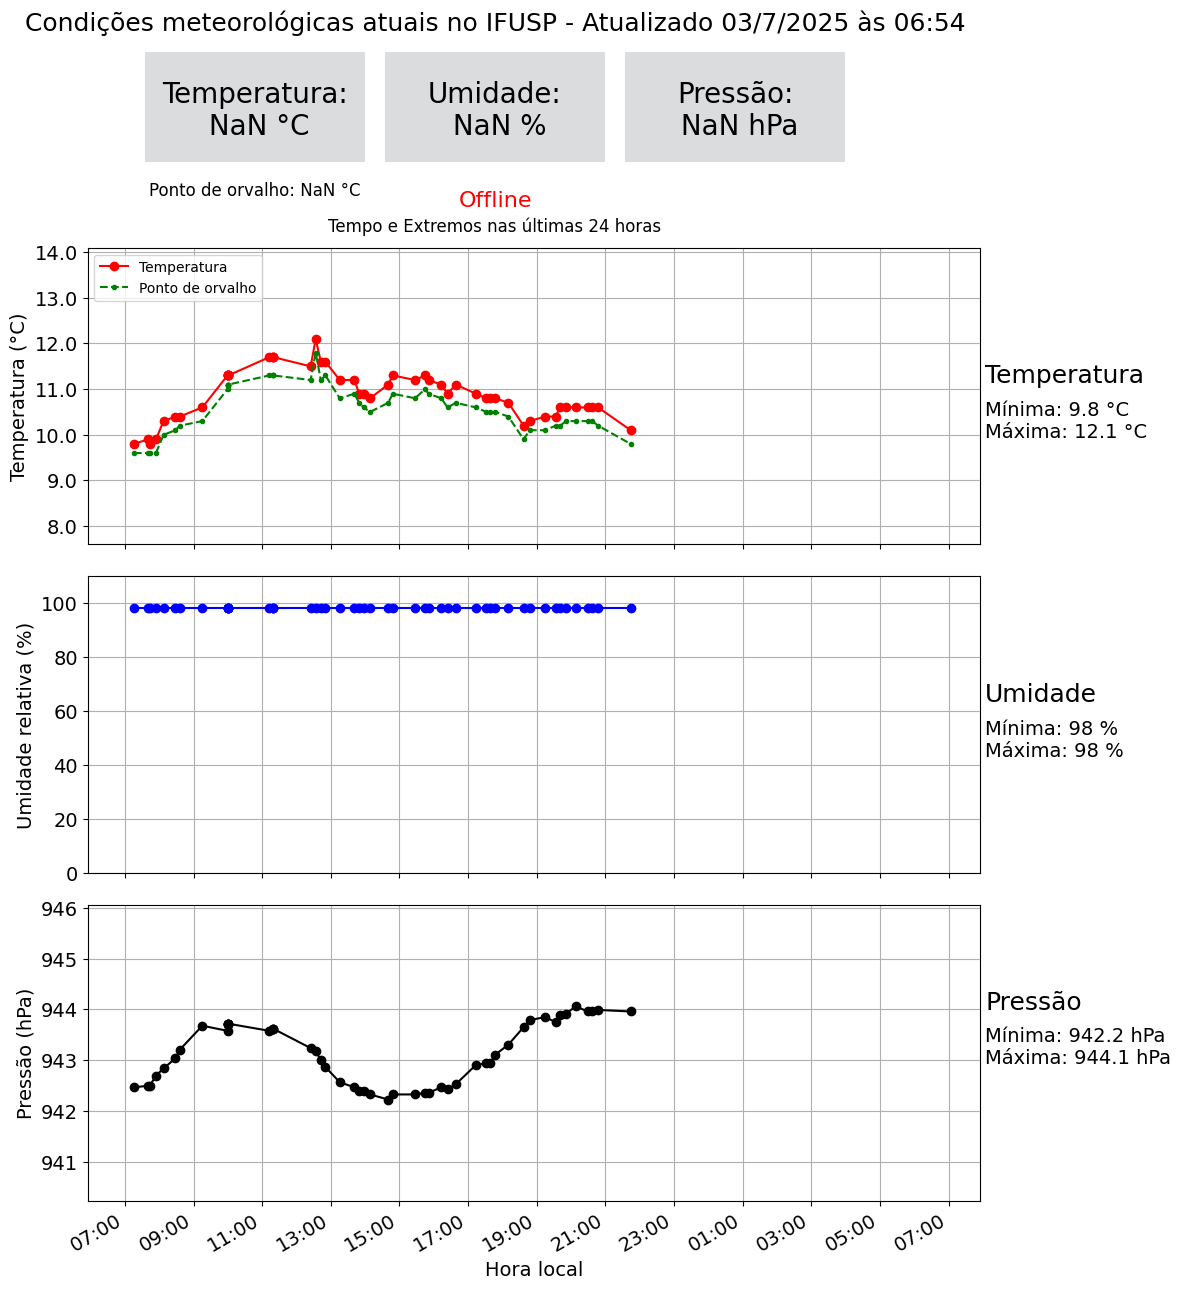 Condições meteorológicas atuais no IFUSP - Atualizado 03/7/2025 às 06:54
Temperatura:
NaN °C
Umidade:
NaN %
Pressão:
NaN hPa
Ponto de orvalho: NaN °C
Offline
Tempo e Extremos nas últimas 24 horas
Temperatura (°C)
14.0
13.0
12.0
11.0
10.0
9.0
8.0
Temperatura
Ponto de orvalho
Temperatura
Mínima: 9.8 °C
Máxima: 12.1 °C
Umidade relativa (%)
100
80
60
40
20
0
Umidade
Mínima: 98 %
Máxima: 98 %
Pressão (hPa)
946
945
944
943
942
941
Pressão
Mínima: 942.2 hPa
Máxima: 944.1 hPa
07:00
09:00
11:00
13:00
15:00
17:00
19:00
21:00
23:00
01:00
03:00
05:00
07:00
Hora local